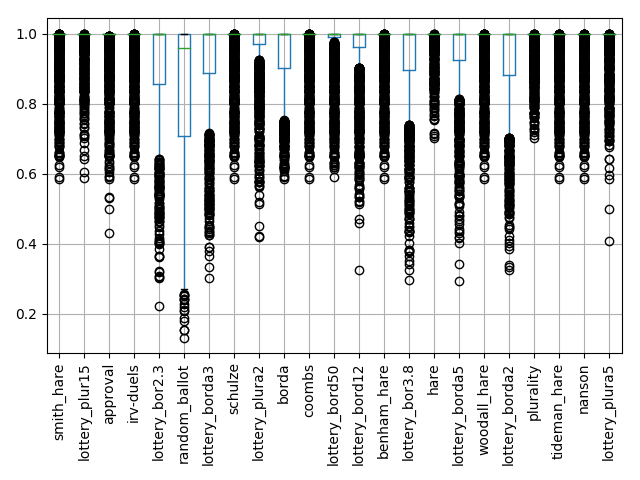 1.0
0.8
0.6
0.4
0.2
smith_hare
lottery_plur15
approval
irv-duels
lottery_bor2.3
random_ballot
lottery_borda3
schulze
lottery_plura2
borda
coombs
lottery_bord50
lottery_bord12
benham_hare
lottery_bor3.8
hare
lottery_borda5
woodall_hare
lottery_borda2
plurality
tideman_hare
nanson
lottery_plura5